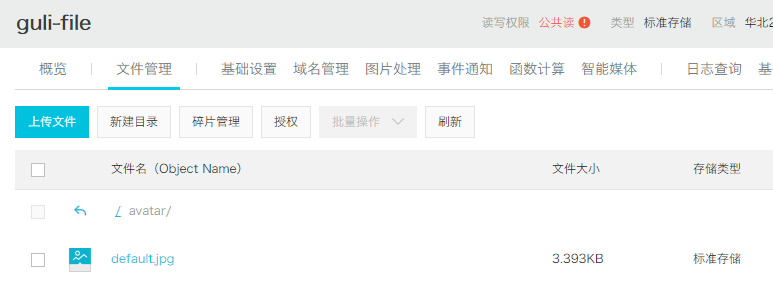 guli-file 读写权限 公共读 类型 标准存储 区域 华北2
概览 文件管理 基础设置 域名管理 图片处理 事件通知 函数计算 智能媒体 日志查询 基
上传文件 新建目录 碎片管理 授权 批量操作 刷新
文件名（Object Name） 文件大小 存储类型
/ avatar/
default.jpg 3.393KB 标准存储